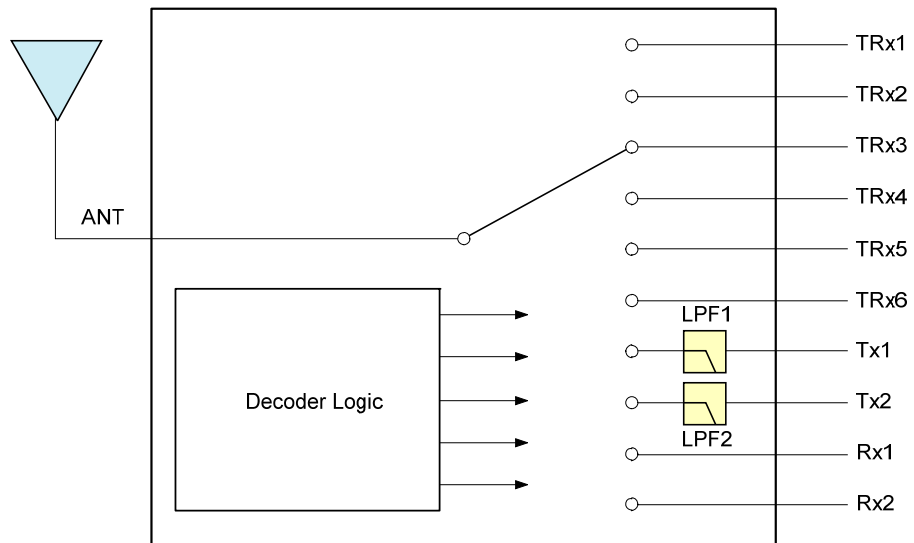 TRx1
TRx2
TRx3
TRx4
TRx5
TRx6
ANT
Decoder Logic
LPF1
Tx1
Tx2
LPF2
Rx1
Rx2